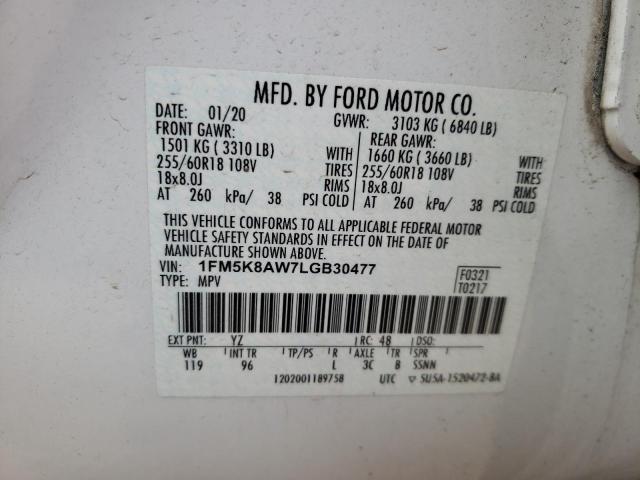 MFD. BY FORD MOTOR CO.
DATE: 01/20 GVWR: 3103 KG ( 6840 LB)
FRONT GAWR: REAR GAWR:
1501 KG ( 3310 LB) WITH 1660 KG ( 3660 LB) WITH
255/60R18 108V TIRES 255/60R18 108V TIRES
18x8.0J RIMS 18x8.0J RIMS
AT 260 kPa/ 38 PSI COLD AT 260 kPa/ 38 PSI COLD
THIS VEHICLE CONFORMS TO ALL APPLICABLE FEDERAL MOTOR
VEHICLE SAFETY STANDARDS IN EFFECT ON THE DATE OF
MANUFACTURE SHOWN ABOVE.
VIN: 1FM5K8AW7LGB30477 F0321
TYPE: MPV T0217
EXT PNT: YZ RC: 48 DSO:
WB INT TR TP/PS R AXLE TR SPR
119 96 L 3C B SSNN
1202001189758 UTC ▽ SU5A-1520472-BA